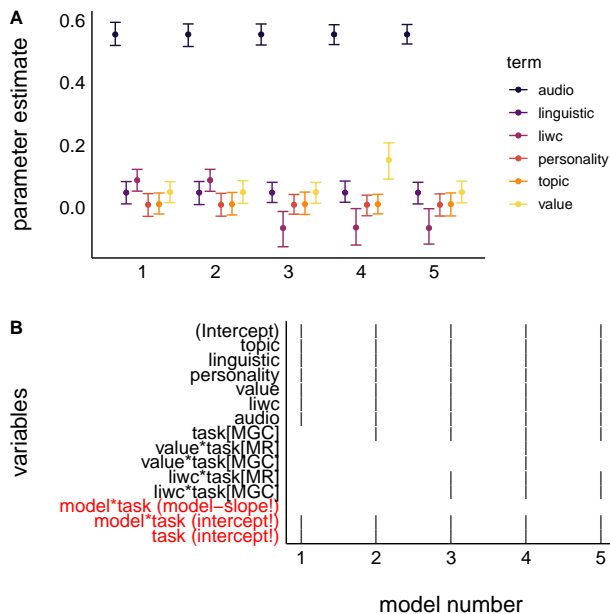 A
parameter estimate
0.6
0.4
0.2
0.0
1 2 3 4 5
term
audio
linguistic
liwc
personality
topic
value
B
variables
(Intercept)
topic
linguistic
personality
value
liwc
audio
task[MGC]
value*task[MR]
value*task[MGC]
liwc*task[MR]
liwc*task[MGC]
model*task (model−slope!)
model*task (intercept!)
task (intercept!)
1 2 3 4 5
model number